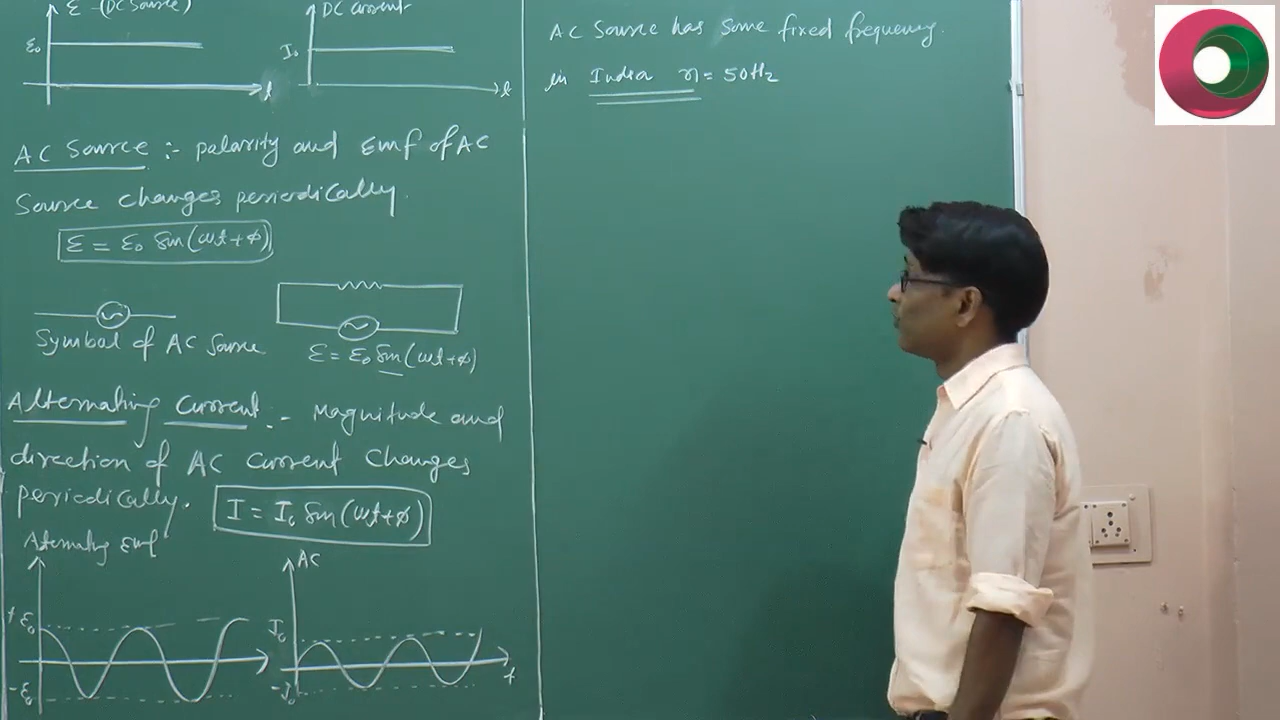 ε - (DC Source)
ε₀
t
DC current
I₀
t
AC Source :- polarity and Emf of AC
Source changes periodically.
ε = ε₀ Sin(ωt+φ)
Symbol of AC Source
ε = ε₀ Sin(ωt+φ)
Alternating Current :- Magnitude and
direction of AC Current Changes
periodically.
I = I₀ Sin(ωt+φ)
Alternating Emf
+ε₀
-ε₀
AC
I₀
-I₀
t
AC Source has some fixed frequency.
in India n = 50Hz